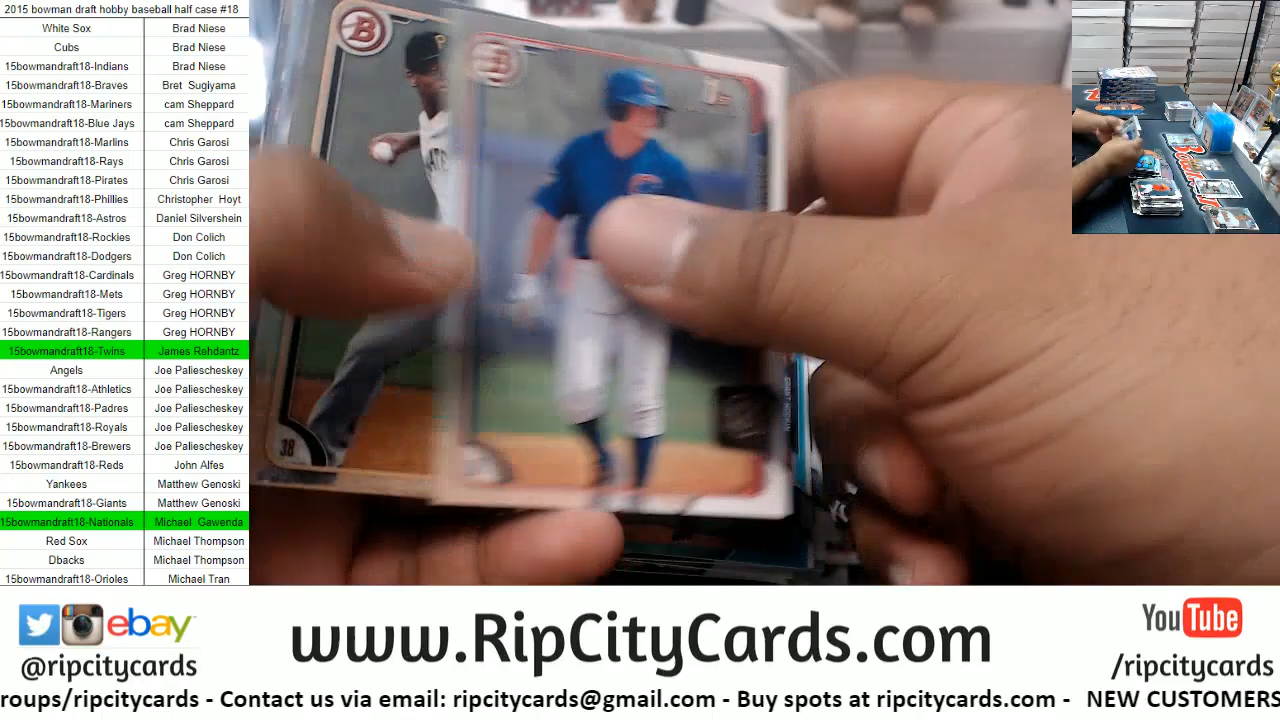 2015 bowman draft hobby baseball half case #18
White Sox Brad Niese
Cubs Brad Niese
15bowmandraft18-Indians Brad Niese
15bowmandraft18-Braves Bret Sugiyama
15bowmandraft18-Mariners cam Sheppard
15bowmandraft18-Blue Jays cam Sheppard
15bowmandraft18-Marlins Chris Garosi
15bowmandraft18-Rays Chris Garosi
15bowmandraft18-Pirates Chris Garosi
15bowmandraft18-Phillies Christopher Hoyt
15bowmandraft18-Astros Daniel Silvershein
15bowmandraft18-Rockies Don Colich
15bowmandraft18-Dodgers Don Colich
15bowmandraft18-Cardinals Greg HORNBY
15bowmandraft18-Mets Greg HORNBY
15bowmandraft18-Tigers Greg HORNBY
15bowmandraft18-Rangers Greg HORNBY
15bowmandraft18-Twins James Rehdantz
Angels Joe Paliescheskey
15bowmandraft18-Athletics Joe Paliescheskey
15bowmandraft18-Padres Joe Paliescheskey
15bowmandraft18-Royals Joe Paliescheskey
15bowmandraft18-Brewers Joe Paliescheskey
15bowmandraft18-Reds John Alfes
Yankees Matthew Genoski
15bowmandraft18-Giants Matthew Genoski
15bowmandraft18-Nationals Michael Gawenda
Red Sox Michael Thompson
Dbacks Michael Thompson
15bowmandraft18-Orioles Michael Tran
B
38
ebay
@ripcitycards
www.RipCityCards.com
YouTube
/ripcitycards
roups/ripcitycards - Contact us via email: ripcitycards@gmail.com - Buy spots at ripcitycards.com - NEW CUSTOMERS